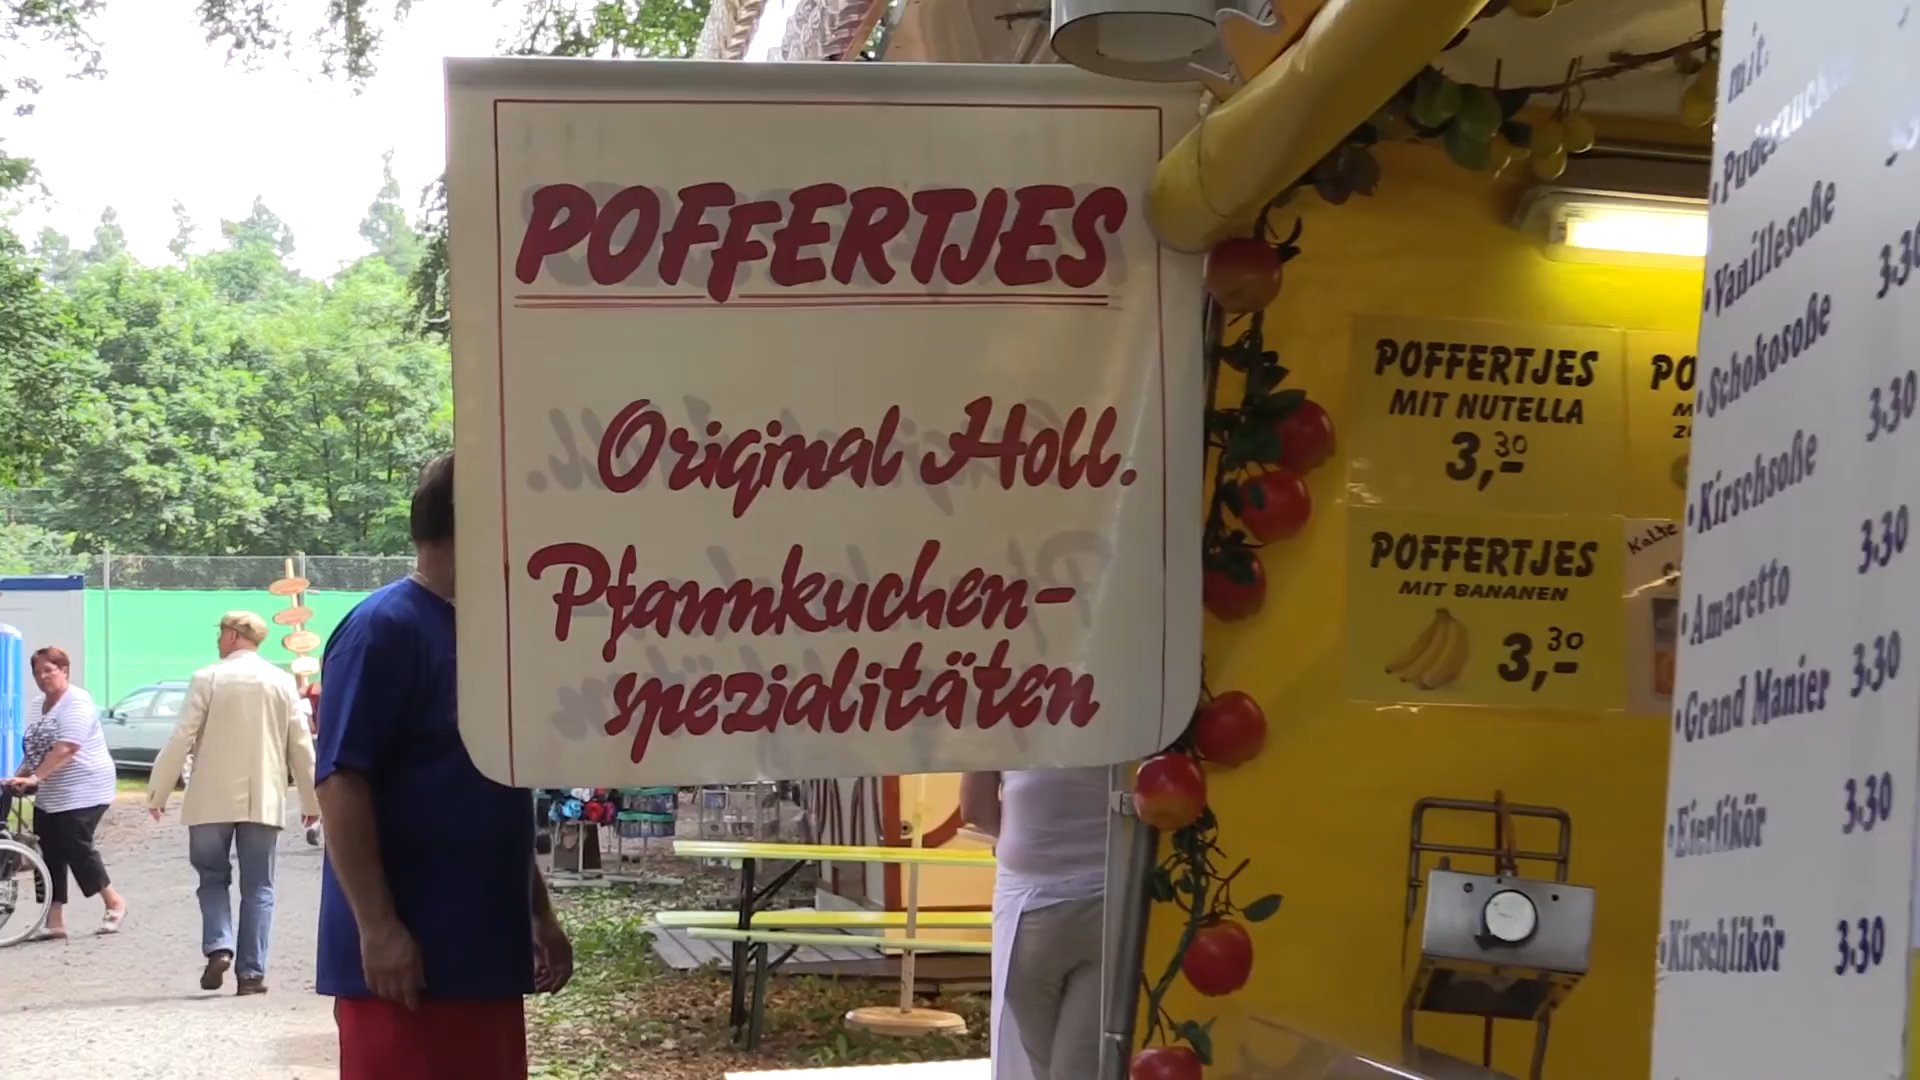 POFFERTJES
Original Holl.
Pfannkuchen-
spezialitäten
POFFERTJES
MIT NUTELLA
3,30
POFFERTJES
MIT BANANEN
3,30
PO
Kalte
mit:
• Puderzucker
• Vanillesoße 3.30
• Schokosoße 3.30
• Kirschsoße 3.30
• Amaretto 3.30
• Grand Manier 3.30
• Eierlikör 3.30
• Kirschlikör 3.30